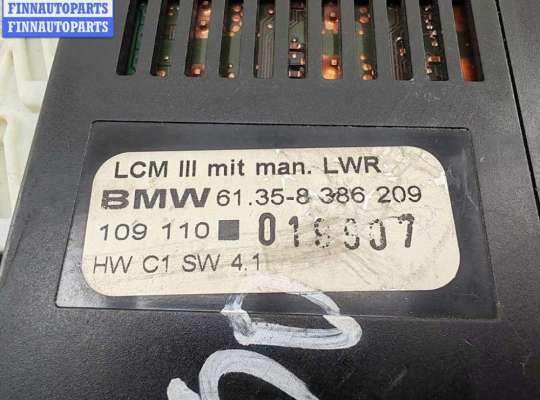 FINNAUTOPARTS
FINNAUTOPARTS
LCM III mit man. LWR
BMW 61.35-8 386 209
109 110 ■
HW C1 SW 4.1